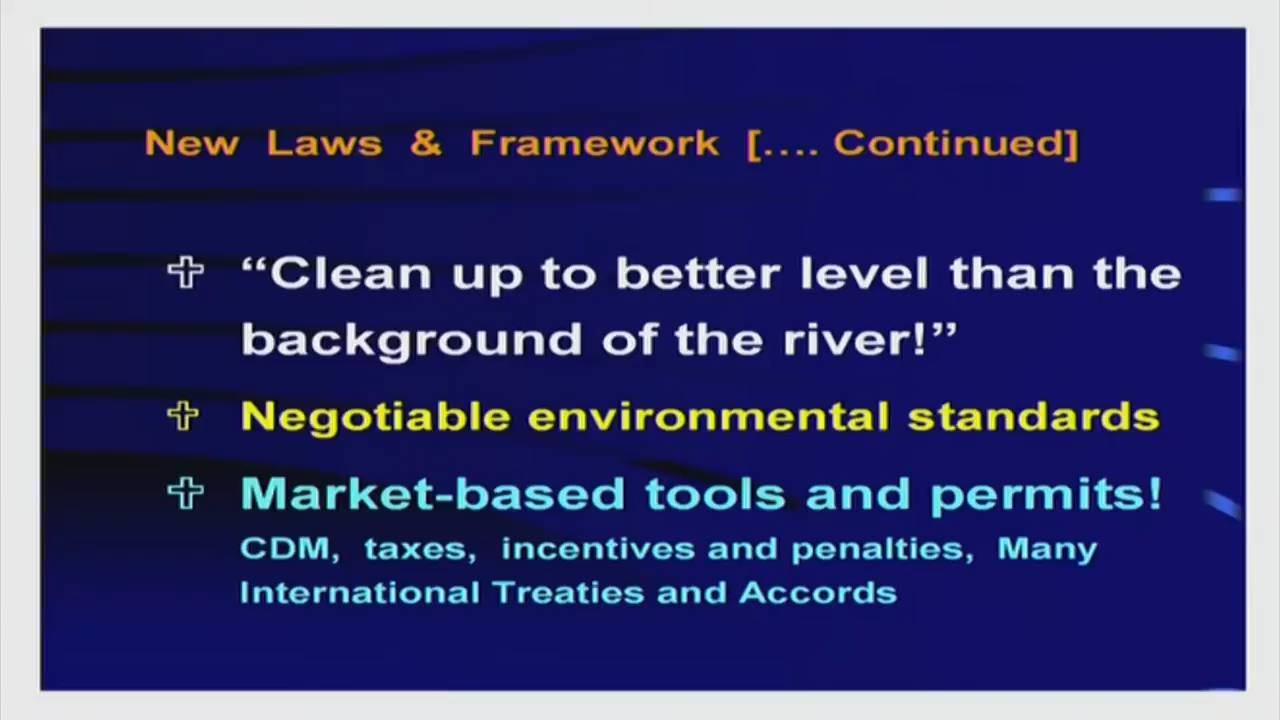 New Laws & Framework [.... Continued]
“Clean up to better level than the
background of the river!”
Negotiable environmental standards
Market-based tools and permits!
CDM, taxes, incentives and penalties, Many
International Treaties and Accords